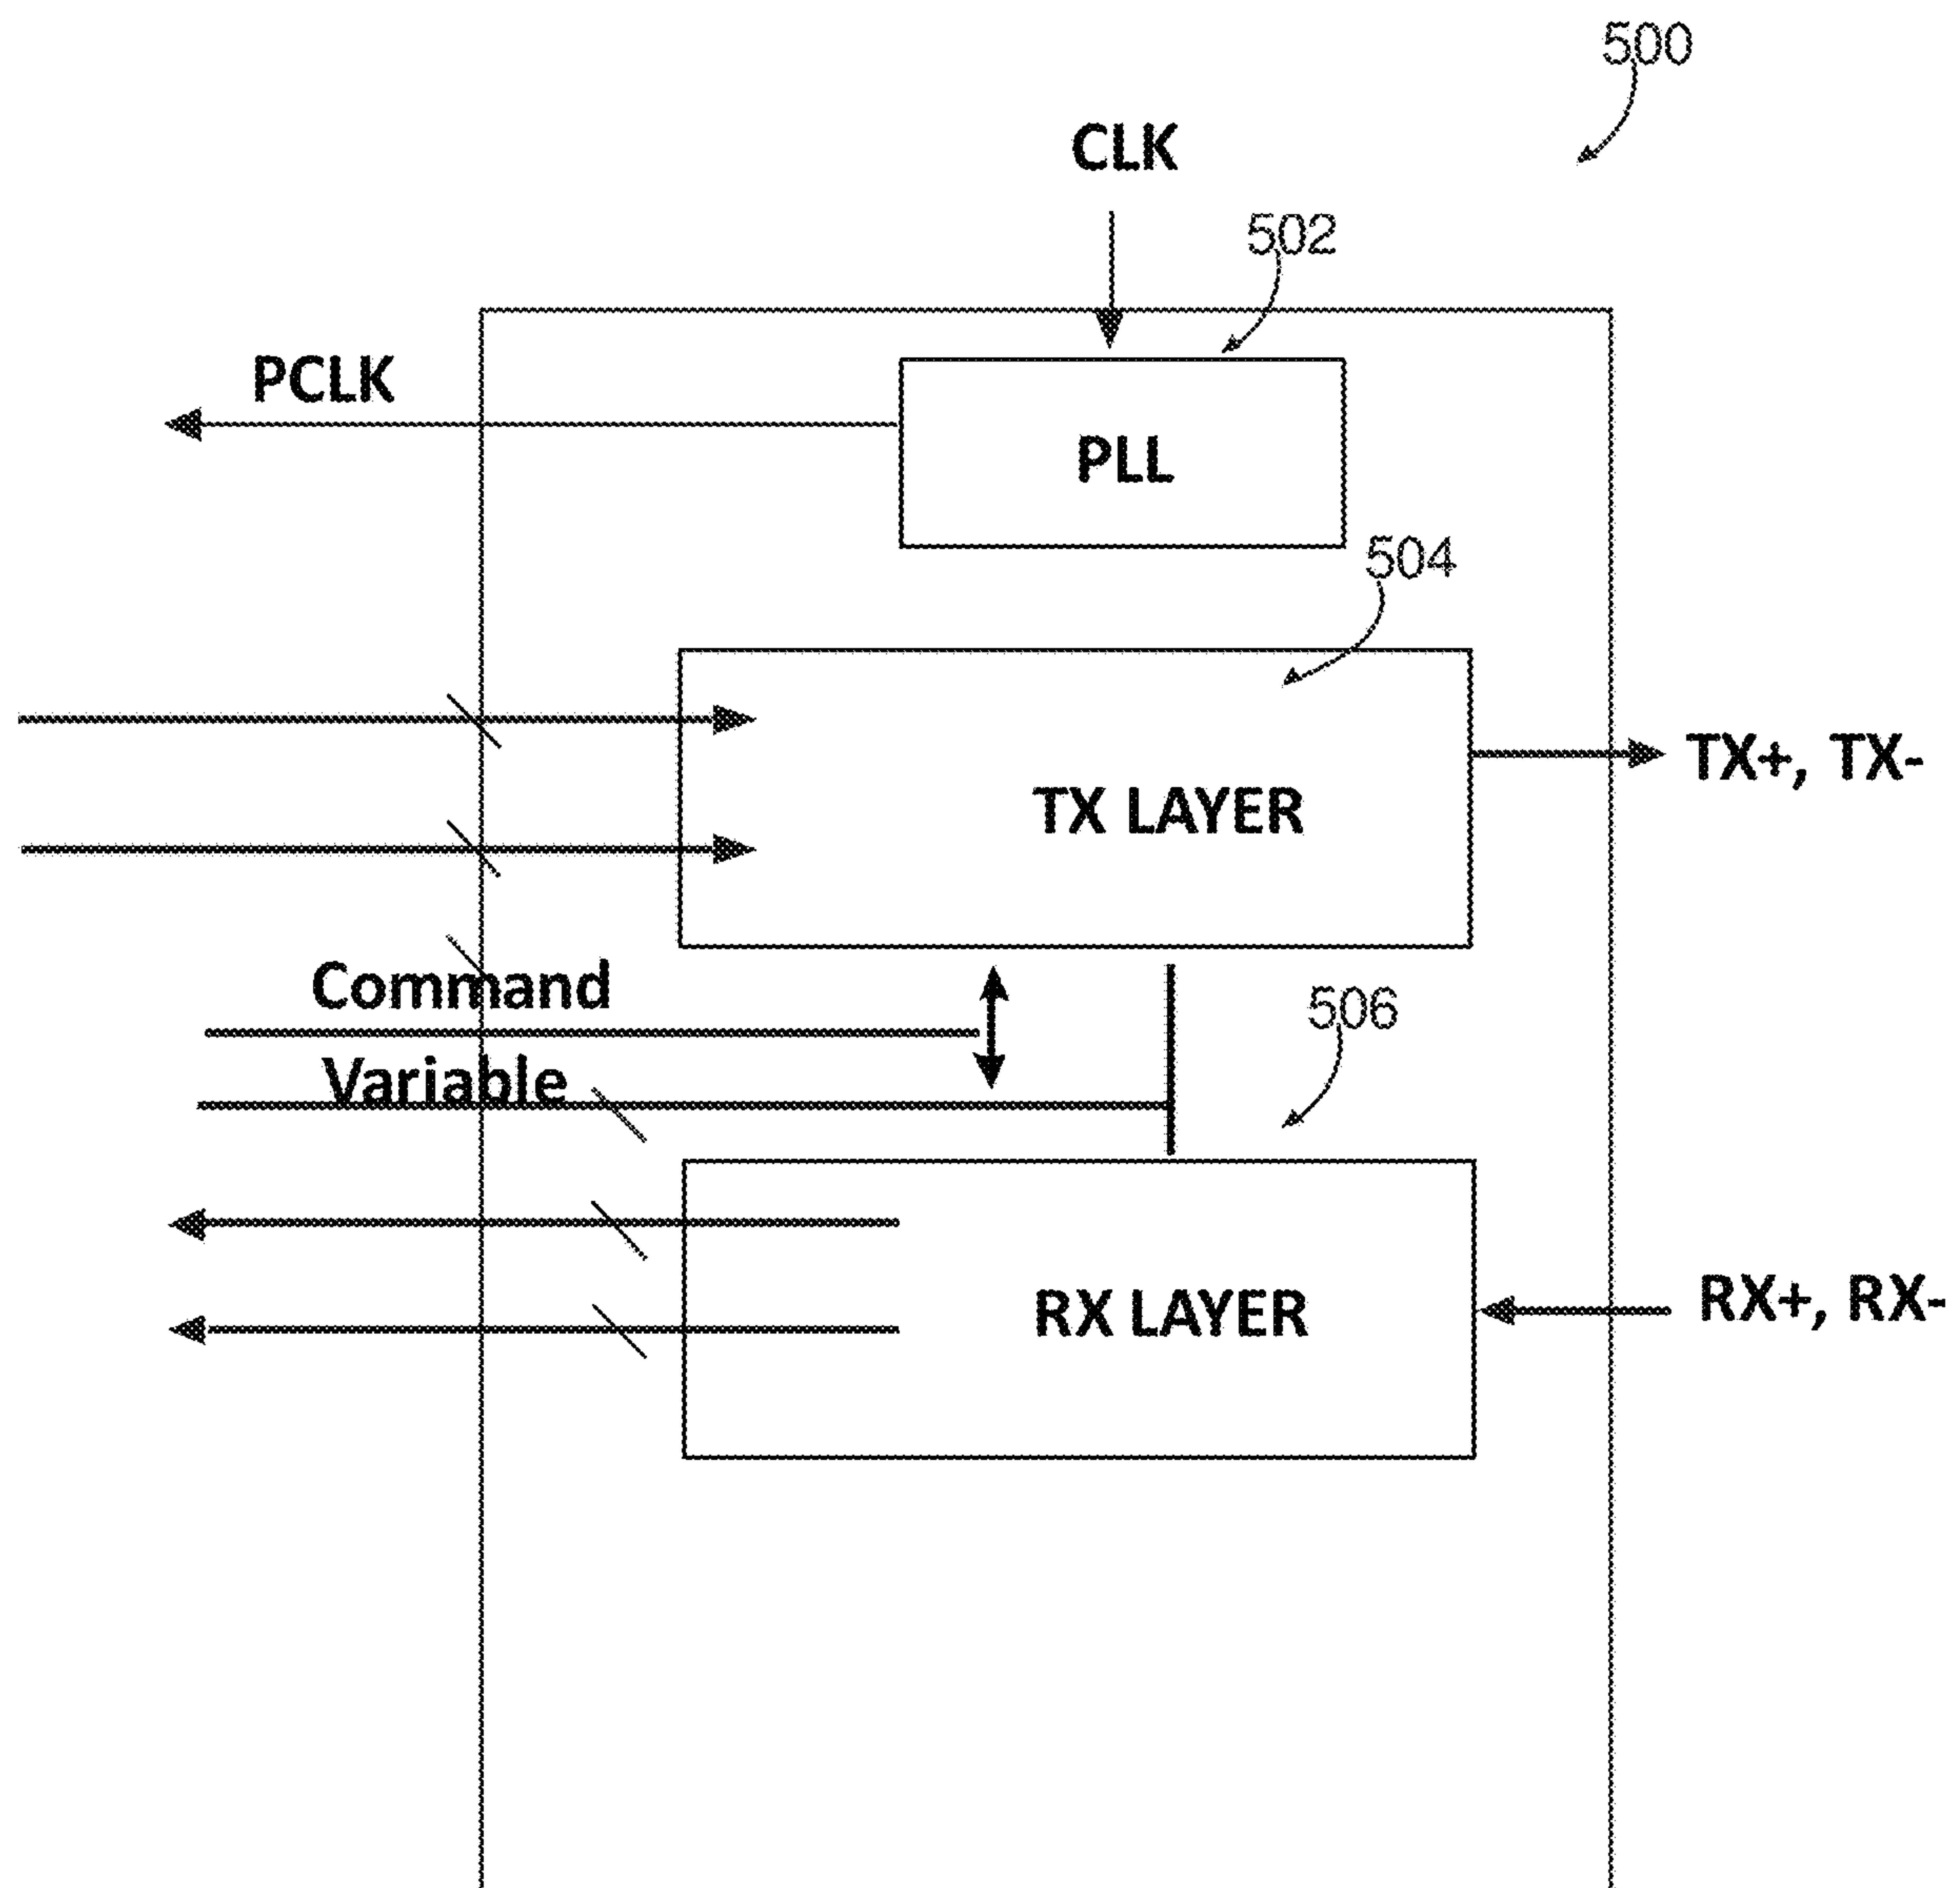 500
CLK
502
PCLK
PLL
504
TX+, TX-
TX LAYER
Command
506
Variable
RX+, RX-
RX LAYER